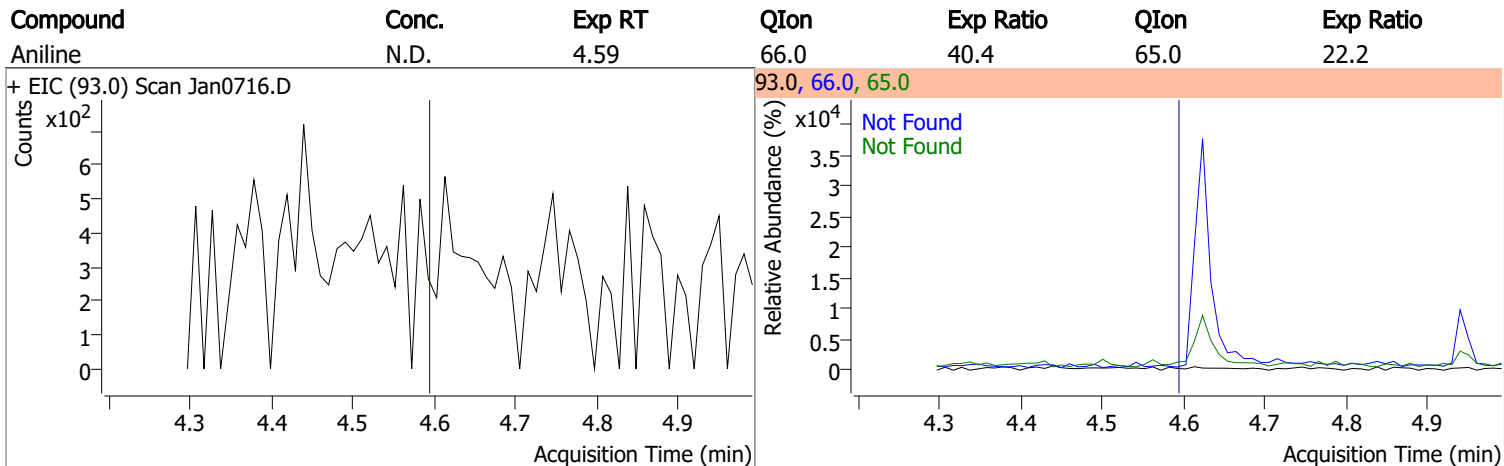 Compound Conc. Exp RT QIon Exp Ratio QIon Exp Ratio
Aniline N.D. 4.59 66.0 40.4 65.0 22.2
+ EIC (93.0) Scan Jan0716.D
Counts
x10²
6
5
4
3
2
1
0
4.3 4.4 4.5 4.6 4.7 4.8 4.9
Acquisition Time (min)
93.0, 66.0, 65.0
Relative Abundance (%)
x10⁴
Not Found
Not Found
3.5
3
2.5
2
1.5
1
0.5
0
4.3 4.4 4.5 4.6 4.7 4.8 4.9
Acquisition Time (min)